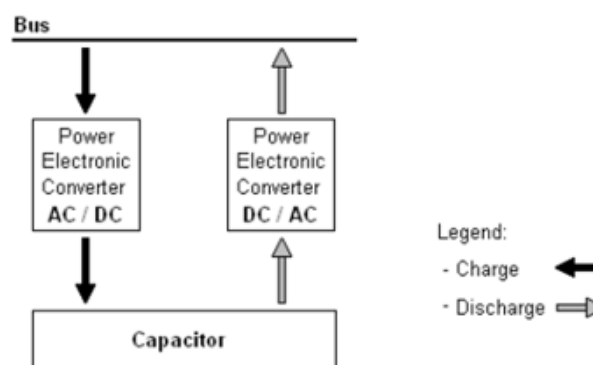 Bus
Power
Electronic
Converter
AC / DC
Power
Electronic
Converter
DC / AC
Legend:
- Charge
- Discharge
Capacitor